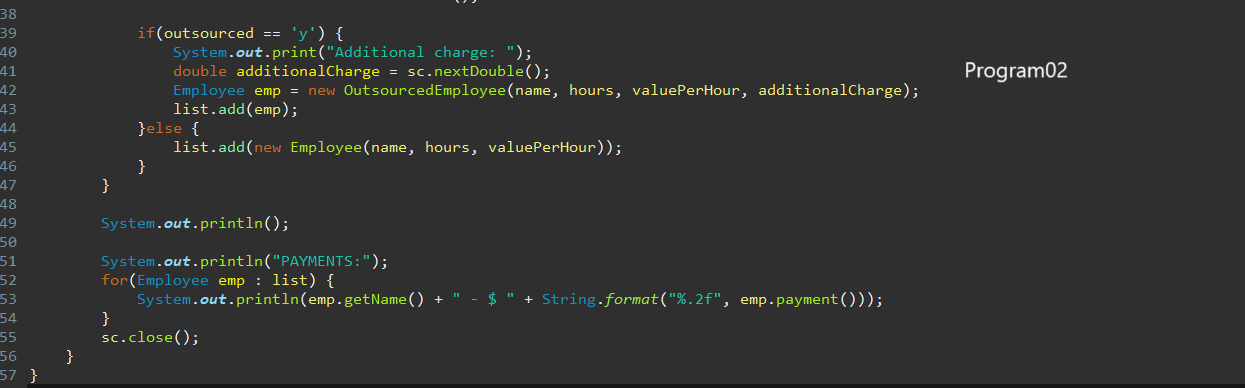 38
39 if(outsourced == 'y') {
40 System.out.print("Additional charge: ");
41 double additionalCharge = sc.nextDouble();
Program02
42 Employee emp = new OutsourcedEmployee(name, hours, valuePerHour, additionalCharge);
43 list.add(emp);
44 }else {
45 list.add(new Employee(name, hours, valuePerHour));
46 }
47 }
48
49 System.out.println();
50
51 System.out.println("PAYMENTS:");
52 for(Employee emp : list) {
53 System.out.println(emp.getName() + " - $ " + String.format("%.2f", emp.payment()));
54 }
55 sc.close();
56 }
57 }